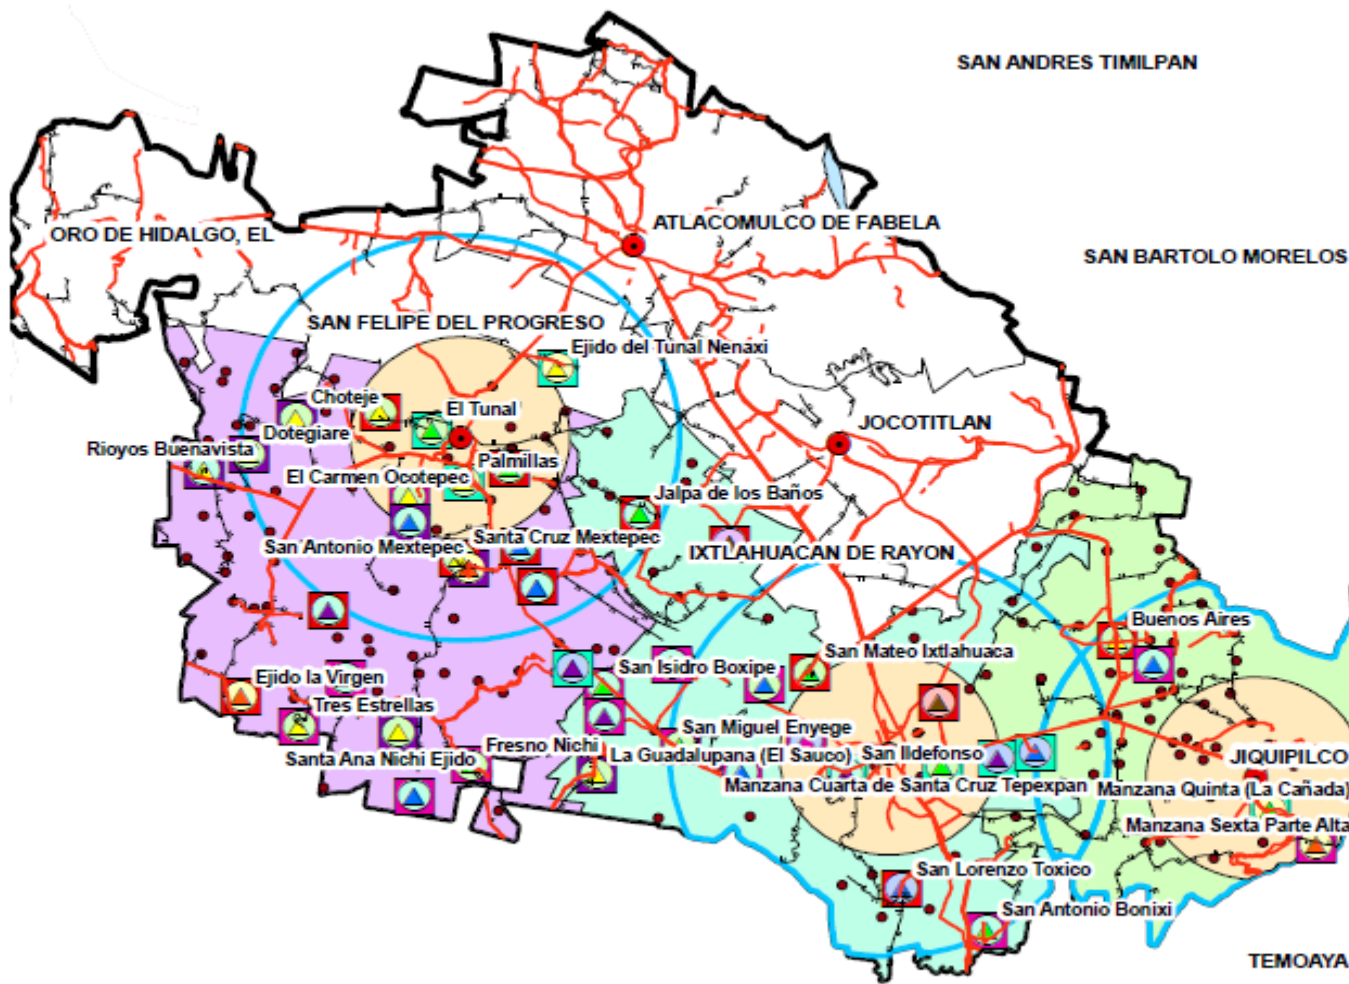 SAN ANDRES TIMILPAN
ATLACOMULCO DE FABELA
ORO DE HIDALGO, EL
SAN BARTOLO MORELOS
SAN FELIPE DEL PROGRESO
Ejido del Tunal Nenaxi
Choteje
El Tunal
JOCOTITLAN
Dotegiare
Rioyos Buenavista
Palmillas
El Carmen Ocotepec
Jalpa de los Baños
San Antonio Mextepec
Santa Cruz Mextepec
IXTLAHUACAN DE RAYON
Buenos Aires
San Mateo Ixtlahuaca
San Isidro Boxipe
Ejido la Virgen
Tres Estrellas
San Miguel Enyege
Fresno Nichi
Santa Ana Nichi Ejido
La Guadalupana (El Sauco)
San Ildefonso
JIQUIPILCO
Manzana Cuarta de Santa Cruz Tepexpan
Manzana Quinta (La Cañada)
Manzana Sexta Parte Alta
San Lorenzo Toxico
San Antonio Bonixi
TEMOAYA